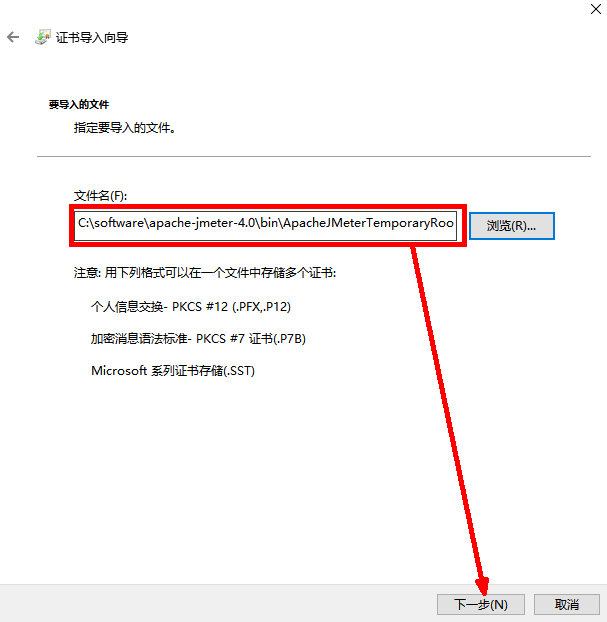 证书导入向导
要导入的文件
指定要导入的文件。
文件名(F):
C:\software\apache-jmeter-4.0\bin\ApacheJMeterTemporaryRoo
浏览(R)...
注意: 用下列格式可以在一个文件中存储多个证书:
个人信息交换- PKCS #12 (.PFX,.P12)
加密消息语法标准- PKCS #7 证书(.P7B)
Microsoft 系列证书存储(.SST)
下一步(N)
取消